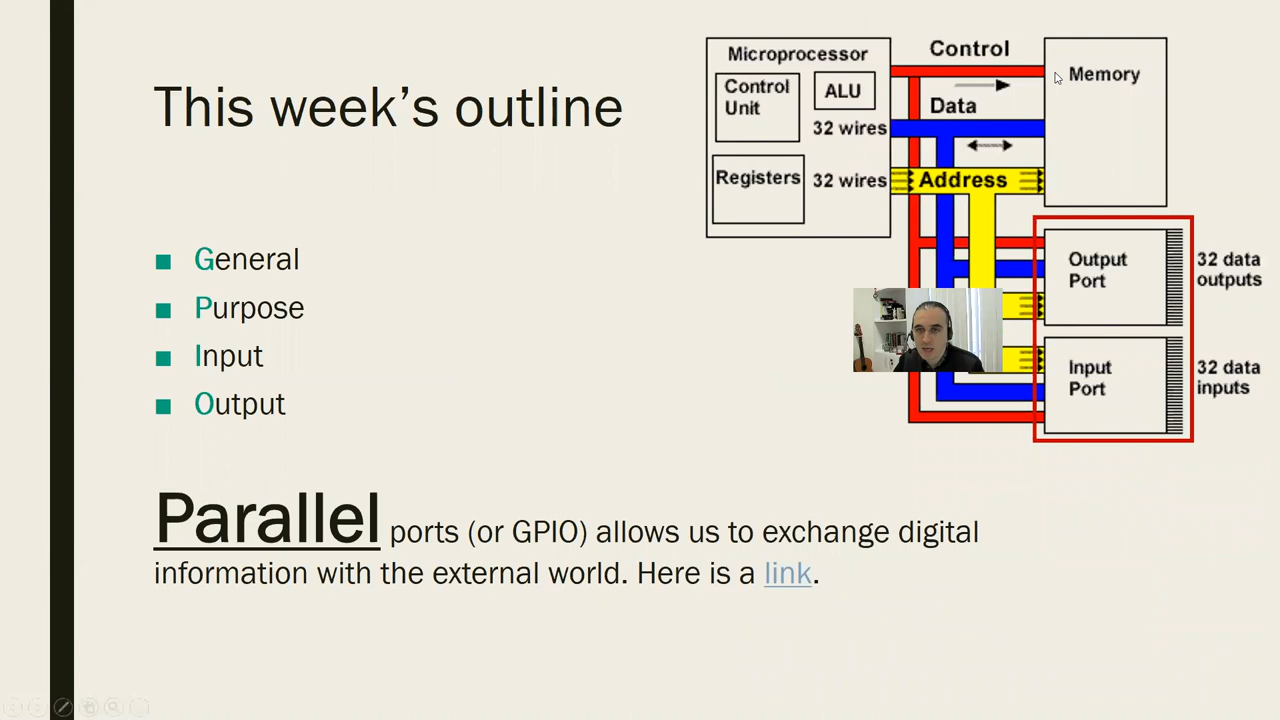 This week's outline
General
Purpose
Input
Output
Parallel ports (or GPIO) allows us to exchange digital
information with the external world. Here is a link.
Microprocessor
Control
Unit
ALU
32 wires
Registers
32 wires
Control
Data
Address
Memory
Output
Port
32 data
outputs
Input
Port
32 data
inputs